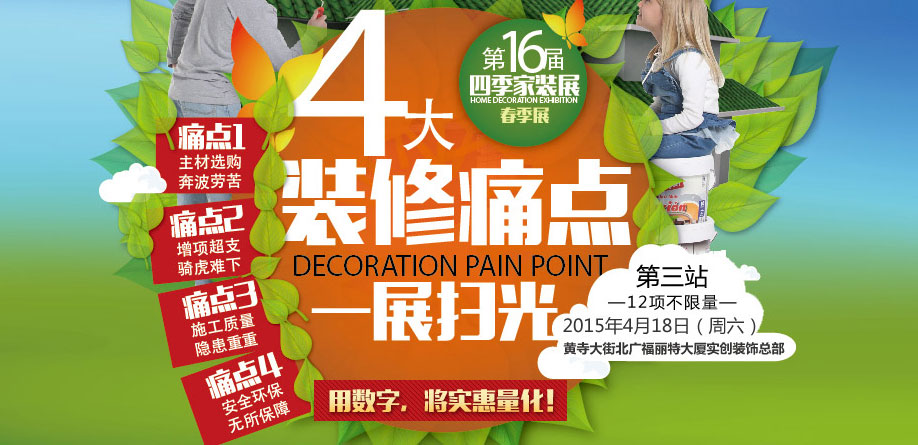 第16届
四季家装展
HOME DECORATION EXHIBITION
春季展
4大
装修痛点
DECORATION PAIN POINT
一展扫光
痛点1
主材选购
奔波劳苦
痛点2
增项超支
骑虎难下
痛点3
施工质量
隐患重重
痛点4
安全环保
无所保障
第三站
—12项不限量—
2015年4月18日（周六）
黄寺大街北广福丽特大厦实创装饰总部
用数字，将实惠量化！